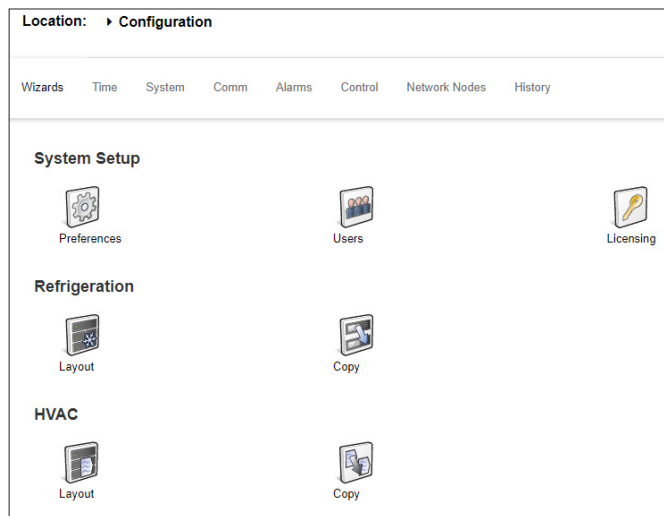 Location: Configuration
Wizards Time System Comm Alarms Control Network Nodes History
System Setup
Preferences Users Licensing
Refrigeration
Layout Copy
HVAC
Layout Copy